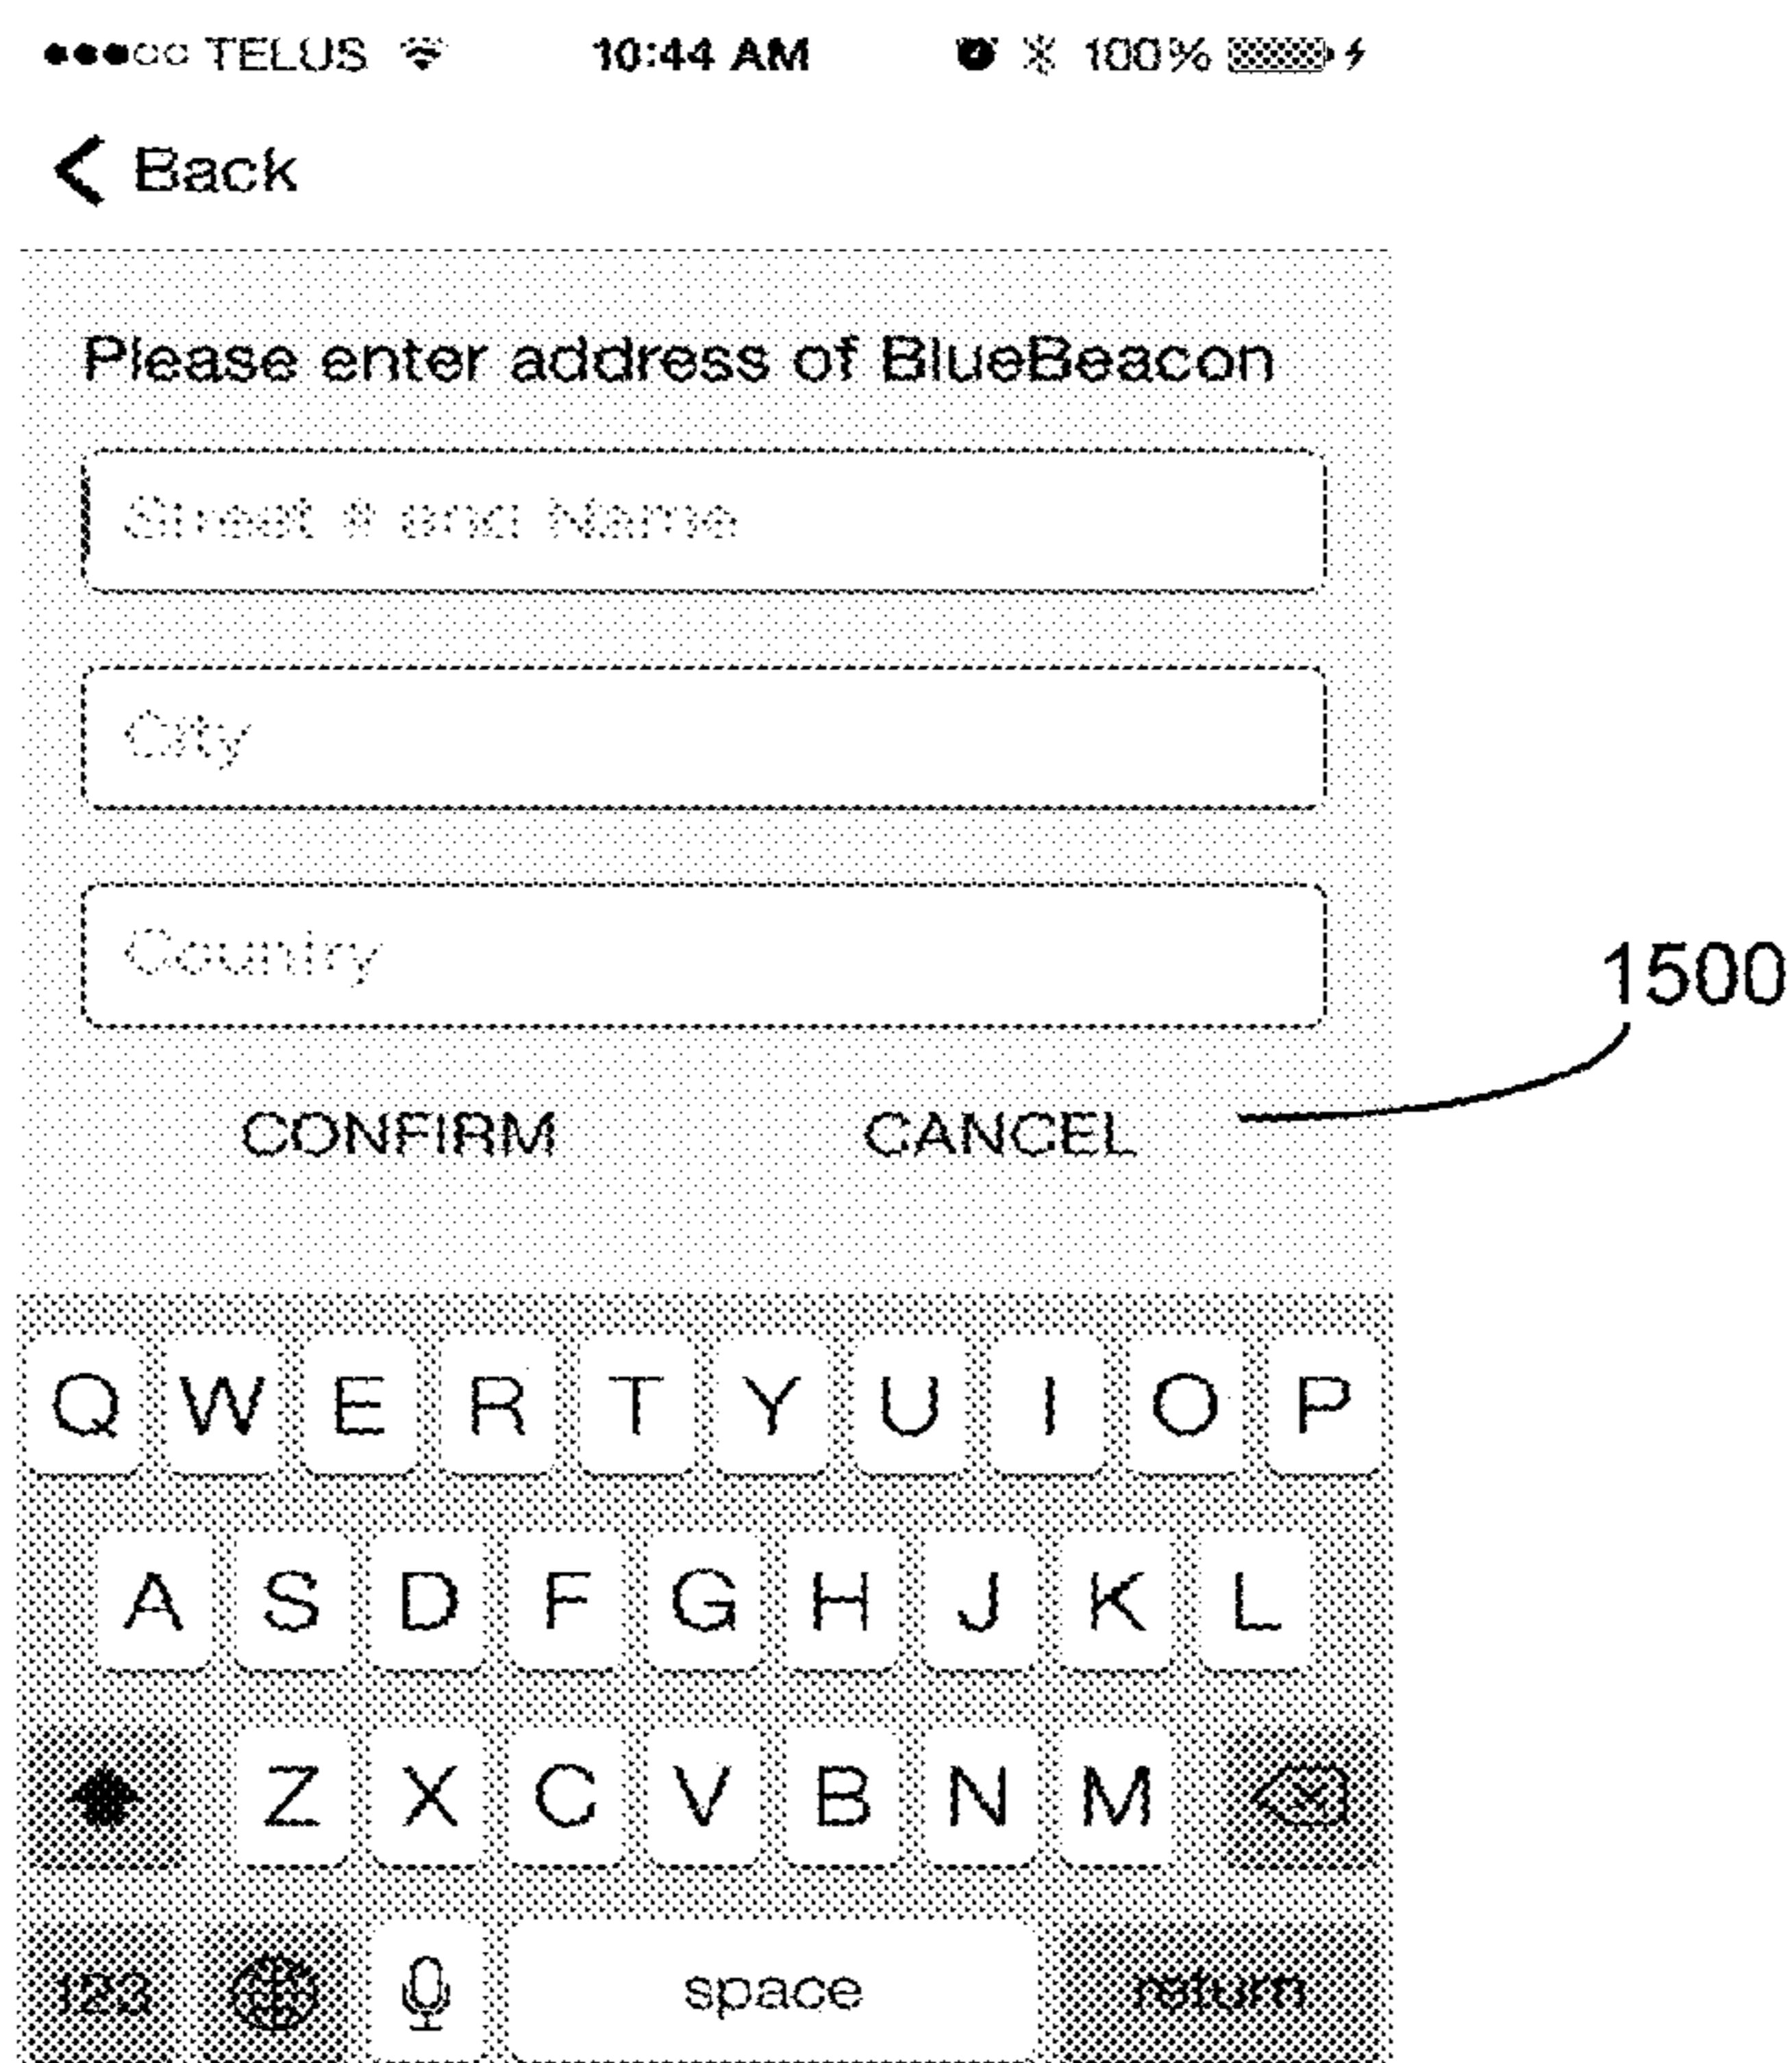 TELUS 10:44 AM 100%
Back
Please enter address of BlueBeacon
Street # and Name
City
Country
1500
CONFIRM CANCEL
Q W E R T Y U I O P
A S D F G H J K L
Z X C V B N M
123 space return